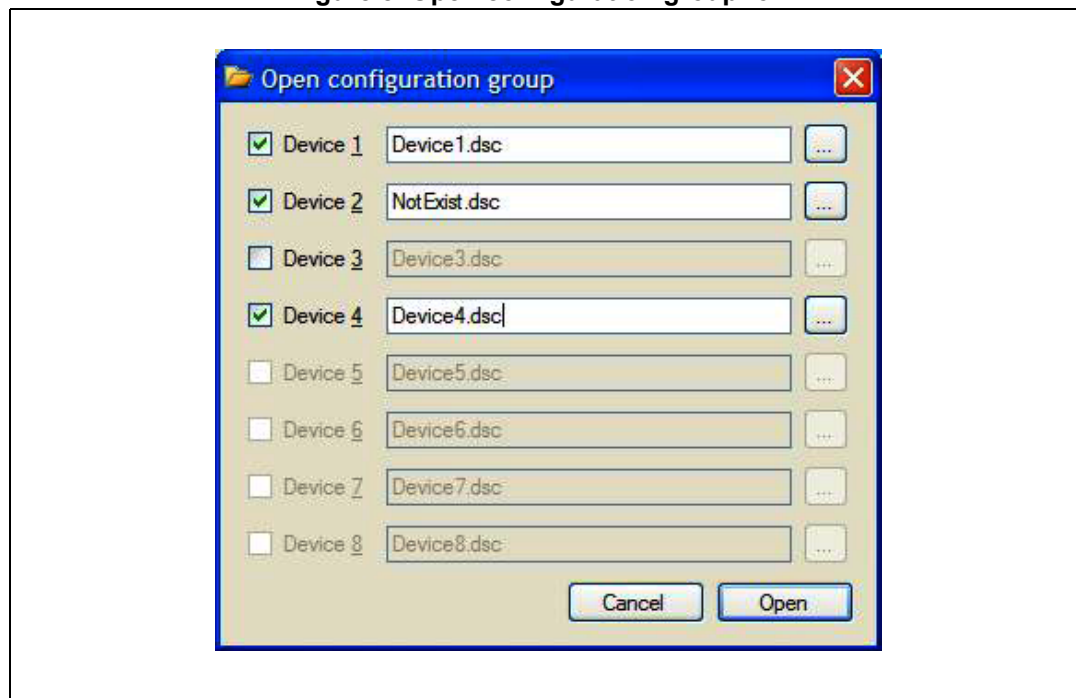 Open configuration group
Device 1 Device1.dsc ...
Device 2 NotExist.dsc ...
Device 3 Device3.dsc ...
Device 4 Device4.dsc ...
Device 5 Device5.dsc ...
Device 6 Device6.dsc ...
Device 7 Device7.dsc ...
Device 8 Device8.dsc ...
Cancel Open